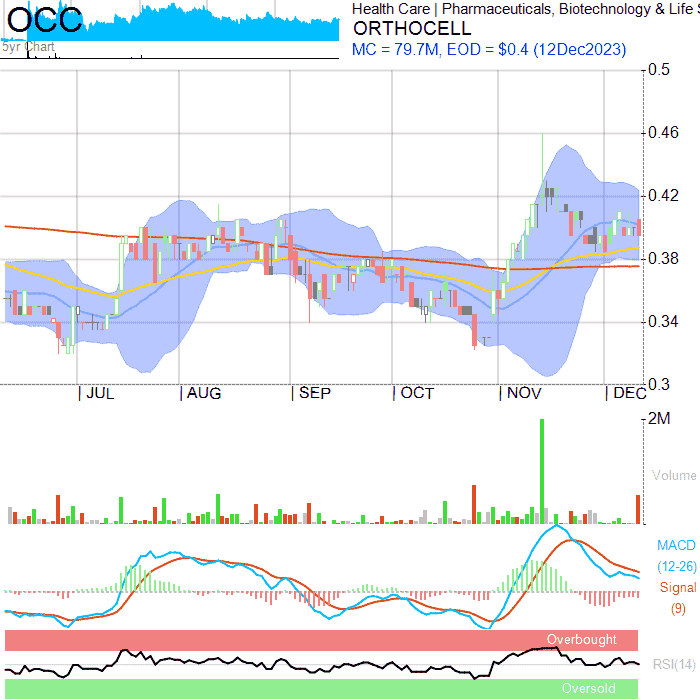 OCC
5yr Chart
Health Care | Pharmaceuticals, Biotechnology & Life S
ORTHOCELL
MC = 79.7M, EOD = $0.4 (12Dec2023)
0.5
0.46
0.42
0.38
0.34
0.3
| JUL | AUG | SEP | OCT | NOV | DEC
2M
Volume
MACD
(12-26)
Signal
(9)
Overbought
RSI(14)
Oversold